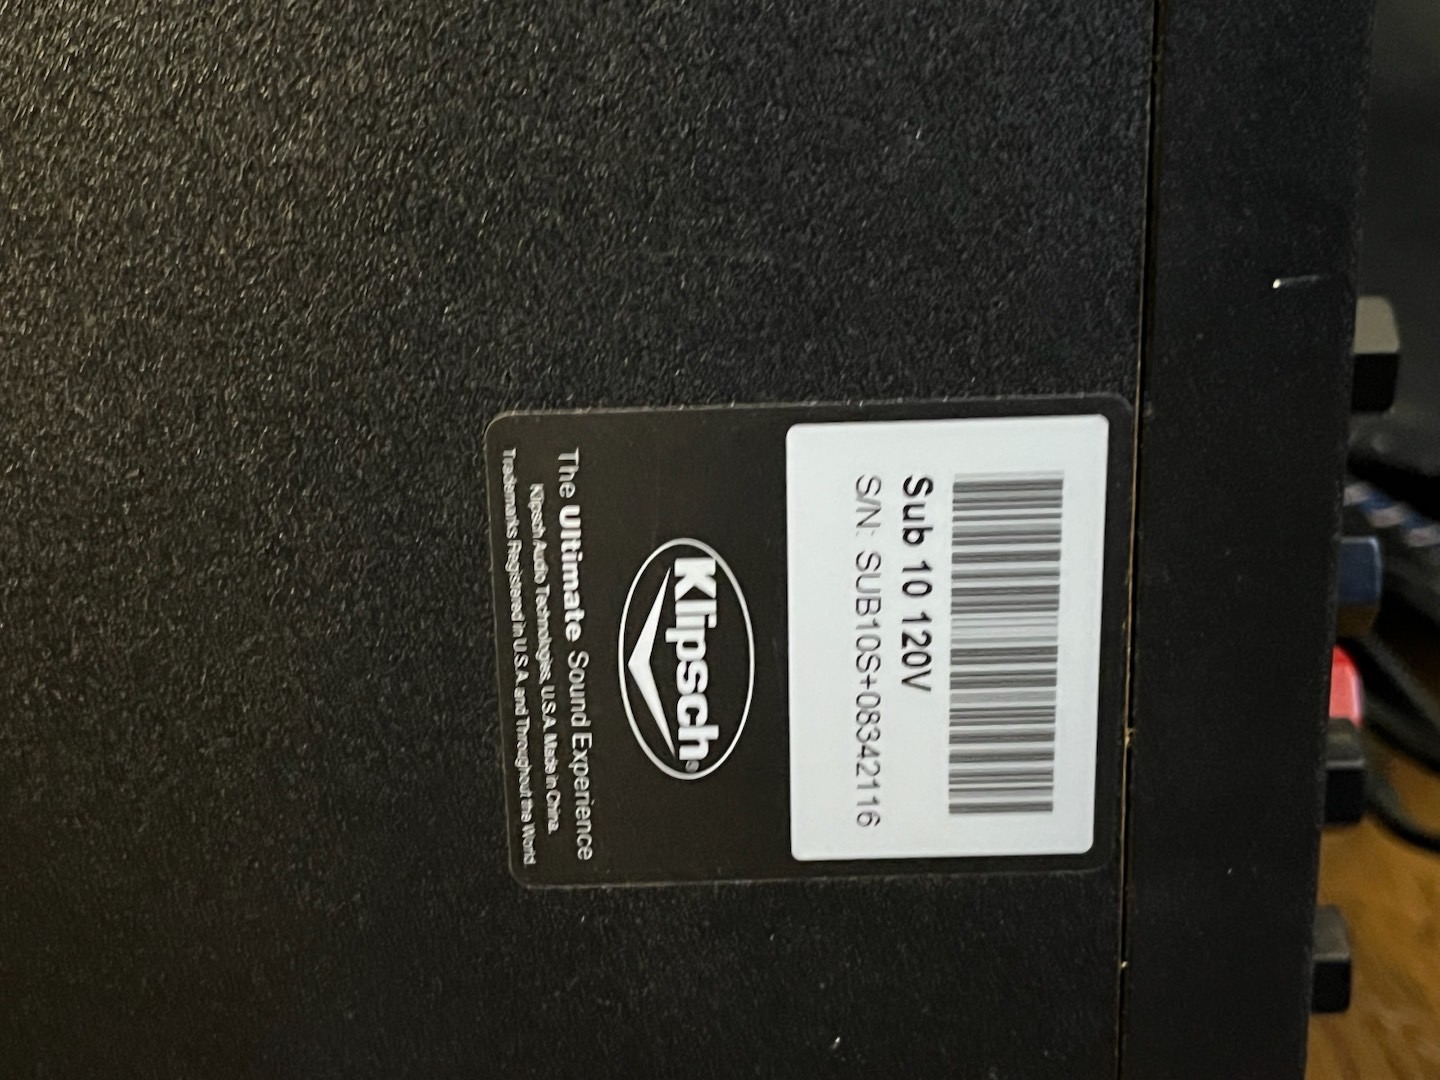 Sub 10 120V
S/N: SUB10S+08342116
Klipsch®
The Ultimate Sound Experience
Klipsch Audio Technologies, U.S.A. Made in China.
Trademarks Registered in U.S.A. and Throughout the World.